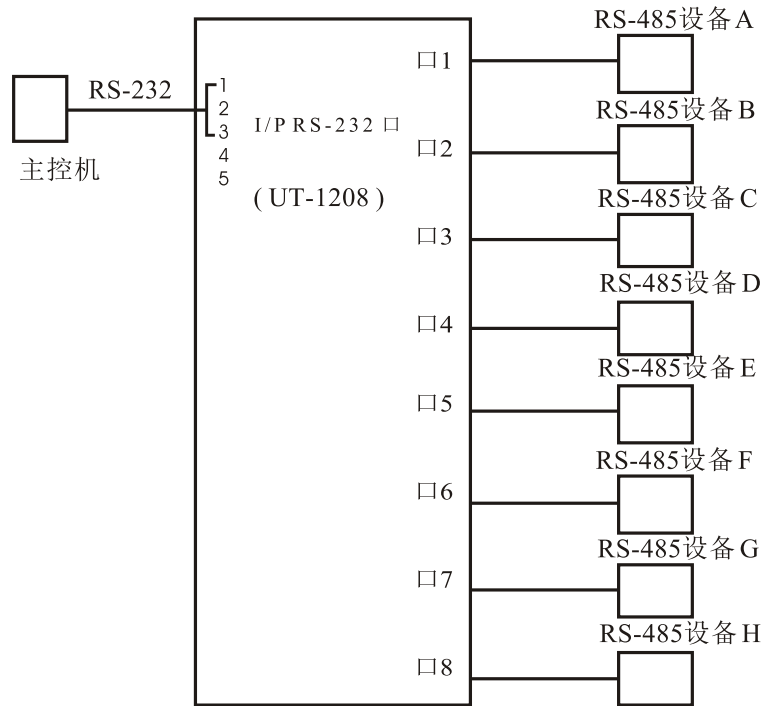 RS-485设备A
口1
RS-232
1
2
3
4
5
I/P RS-232 口
主控机
(UT-1208)
RS-485设备B
口2
RS-485设备C
口3
RS-485设备D
口4
RS-485设备E
口5
RS-485设备F
口6
RS-485设备G
口7
RS-485设备H
口8